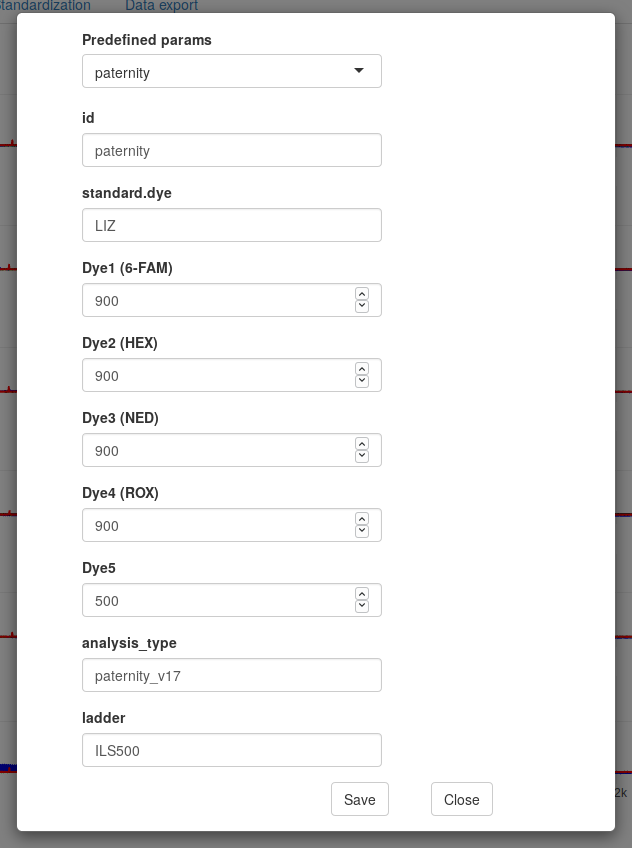 Standardization Data export
Predefined params
paternity
id
paternity
standard.dye
LIZ
Dye1 (6-FAM)
900
Dye2 (HEX)
900
Dye3 (NED)
900
Dye4 (ROX)
900
Dye5
500
analysis_type
paternity_v17
ladder
ILS500
2k
Save Close